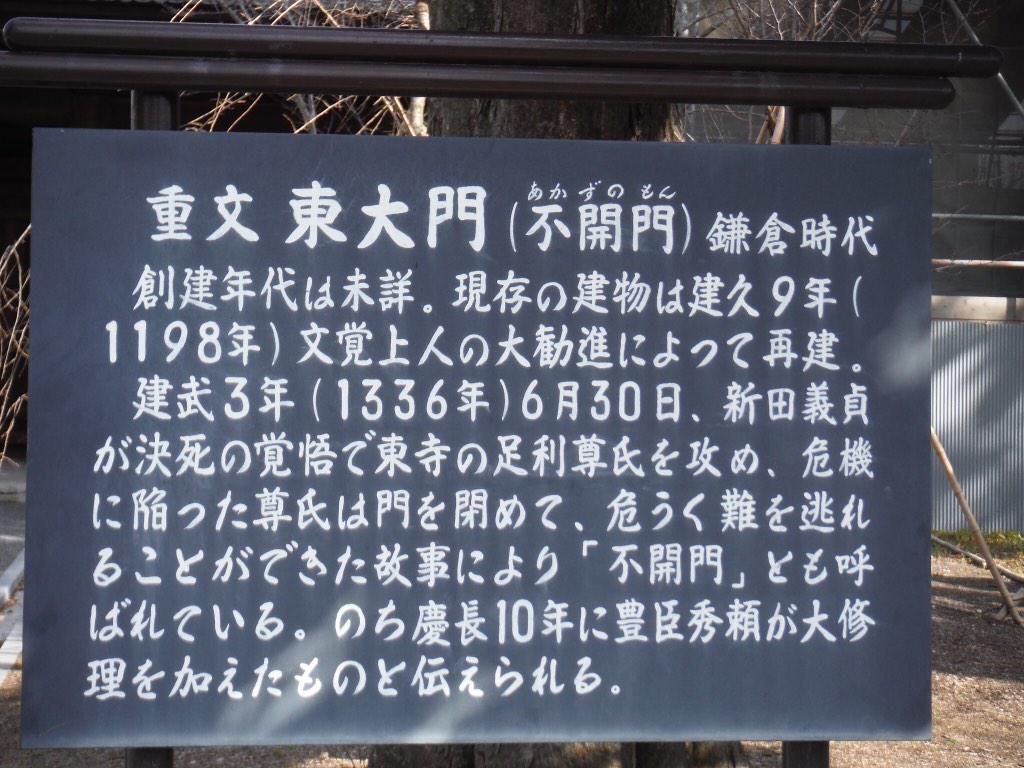 重文 東大門(不開門)鎌倉時代
あかずのもん
創建年代は未詳。現存の建物は建久9年(
1198年)文覚上人の大勧進によって再建。
建武3年(1336年)6月30日、新田義貞
が決死の覚悟で東寺の足利尊氏を攻め、危機
に陥った尊氏は門を閉めて、危うく難を逃れ
ることができた故事により「不開門」とも呼
ばれている。のち慶長10年に豊臣秀頼が大修
理を加えたものと伝えられる。